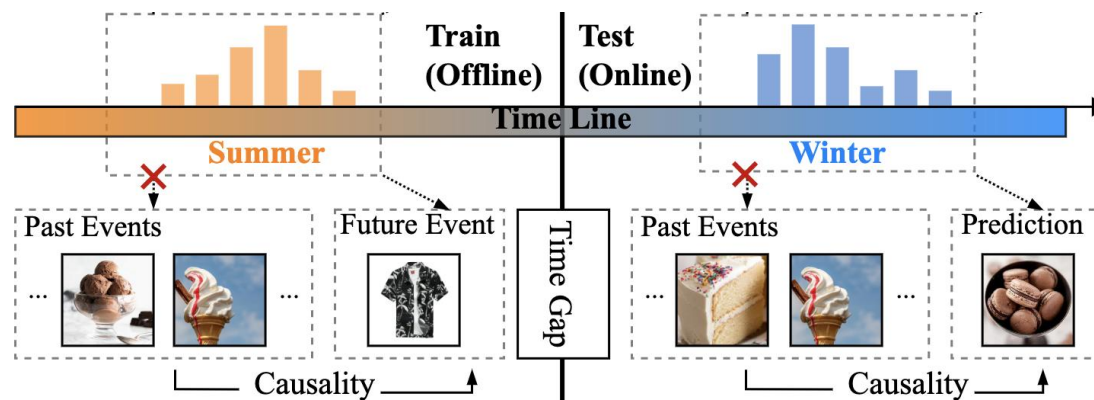 Train
(Offline)
Test
(Online)
Time Line
Summer
Winter
Past Events
Future Event
Time Gap
Past Events
Prediction
...
...
...
...
Causality
Causality